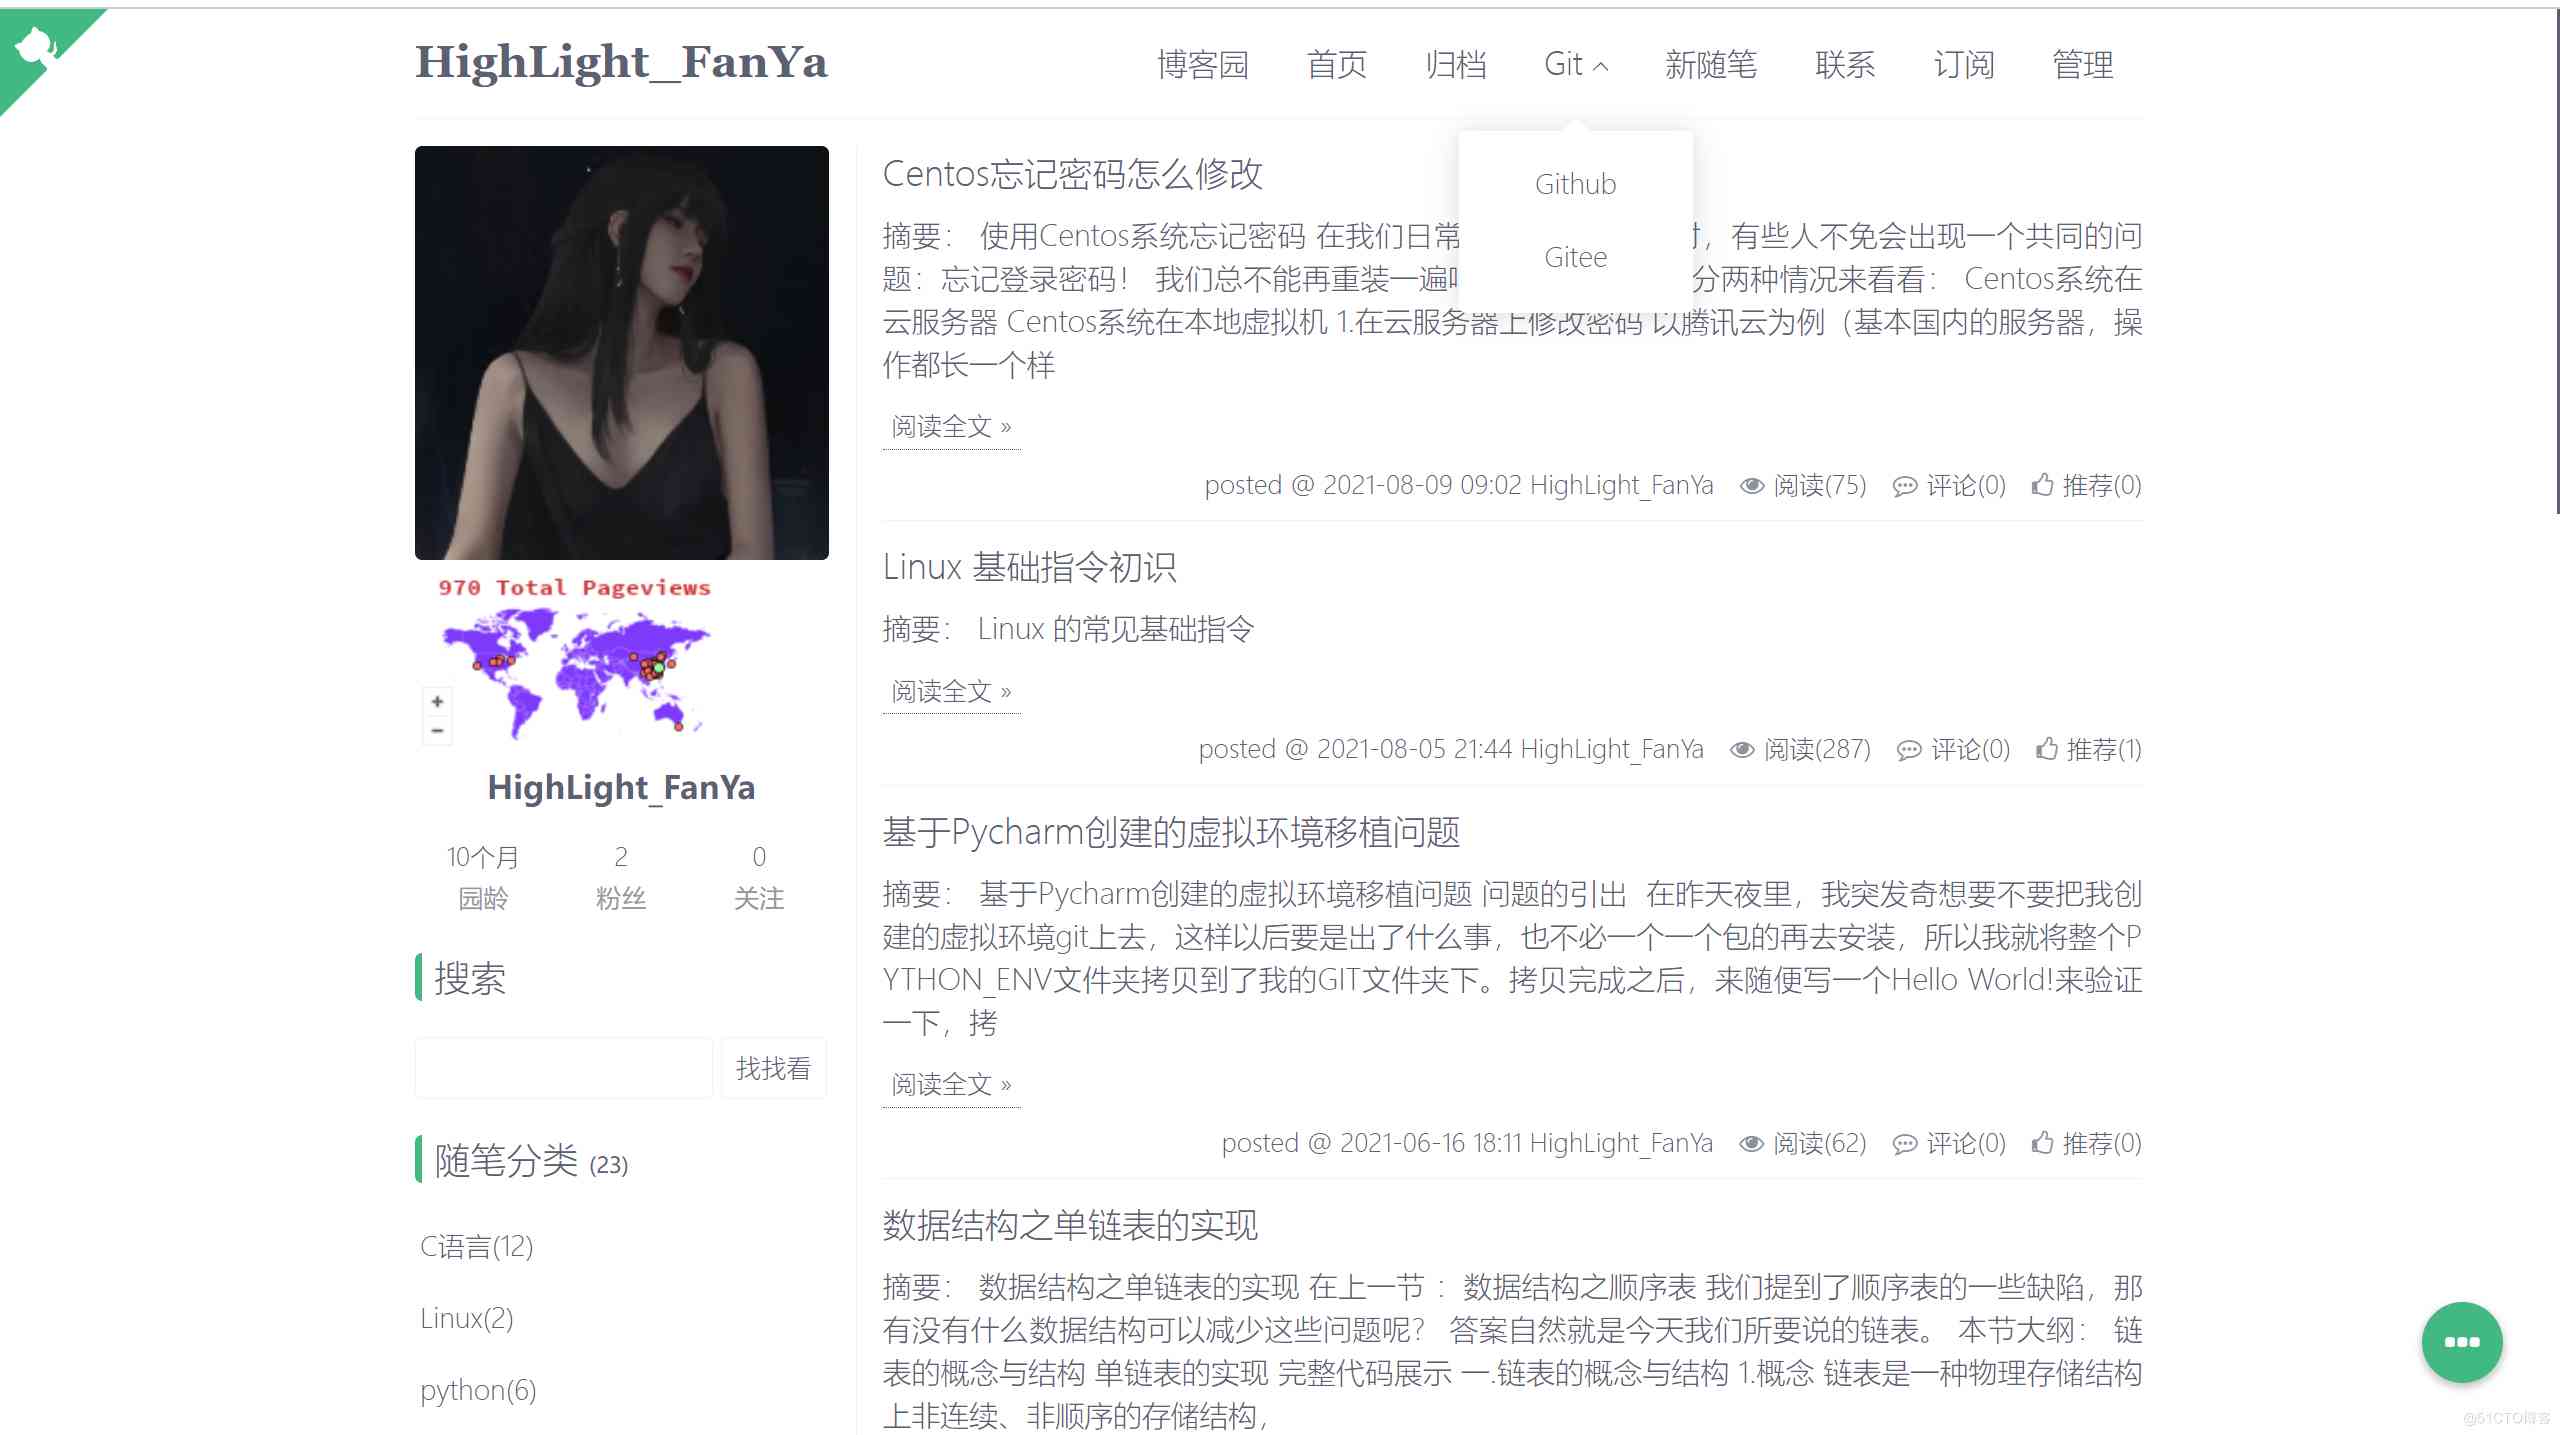 HighLight_FanYa
博客园 首页 归档 Git 新随笔 联系 订阅 管理
Github
Gitee
970 Total Pageviews
+
−
HighLight_FanYa
10个月 2 0
园龄 粉丝 关注
搜索
找找看
随笔分类 (23)
C语言(12)
Linux(2)
python(6)
Centos忘记密码怎么修改
摘要： 使用Centos系统忘记密码 在我们日常 ，有些人不免会出现一个共同的问
题：忘记登录密码！ 我们总不能再重装一遍 分两种情况来看看： Centos系统在
云服务器 Centos系统在本地虚拟机 1.在云服务器上修改密码 以腾讯云为例（基本国内的服务器，操
作都长一个样
阅读全文 »
posted @ 2021-08-09 09:02 HighLight_FanYa 阅读(75) 评论(0) 推荐(0)
Linux 基础指令初识
摘要： Linux 的常见基础指令
阅读全文 »
posted @ 2021-08-05 21:44 HighLight_FanYa 阅读(287) 评论(0) 推荐(1)
基于Pycharm创建的虚拟环境移植问题
摘要： 基于Pycharm创建的虚拟环境移植问题 问题的引出 在昨天夜里，我突发奇想要不要把我创
建的虚拟环境git上去，这样以后要是出了什么事，也不必一个一个包的再去安装，所以我就将整个P
YTHON_ENV文件夹拷贝到了我的GIT文件夹下。拷贝完成之后，来随便写一个Hello World!来验证
一下，拷
阅读全文 »
posted @ 2021-06-16 18:11 HighLight_FanYa 阅读(62) 评论(0) 推荐(0)
数据结构之单链表的实现
摘要： 数据结构之单链表的实现 在上一节 ：数据结构之顺序表 我们提到了顺序表的一些缺陷，那
有没有什么数据结构可以减少这些问题呢？ 答案自然就是今天我们所要说的链表。 本节大纲： 链
表的概念与结构 单链表的实现 完整代码展示 一.链表的概念与结构 1.概念 链表是一种物理存储结构
上非连续、非顺序的存储结构，
@51CTO博客